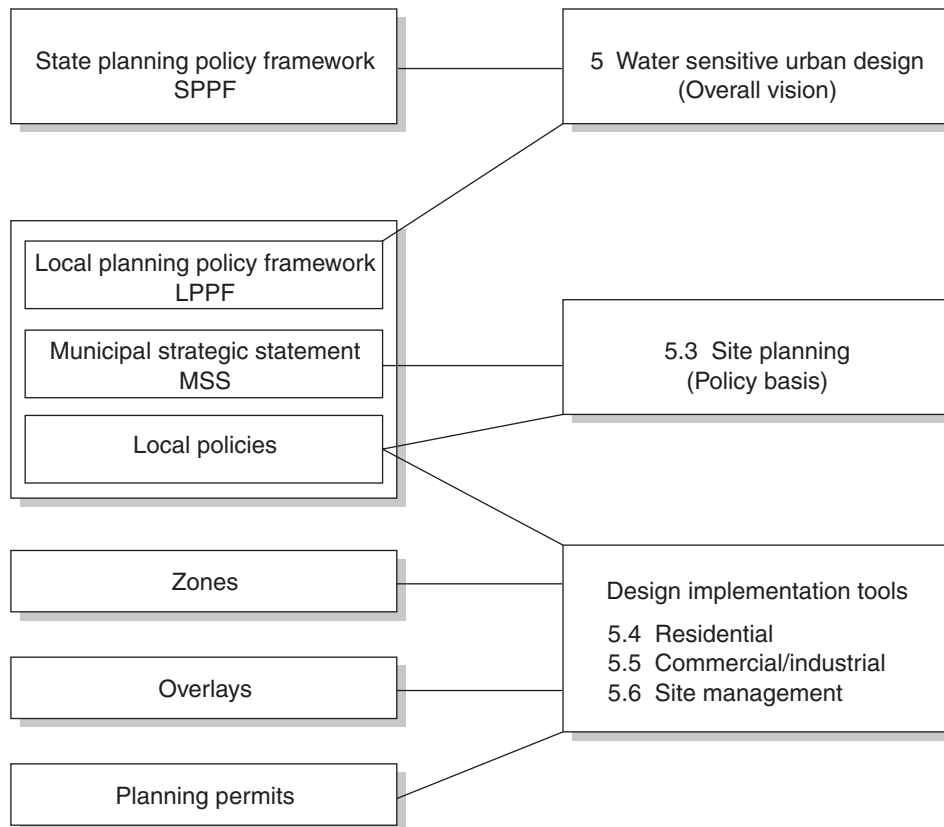 State planning policy framework
SPPF
5 Water sensitive urban design
(Overall vision)
Local planning policy framework
LPPF
Municipal strategic statement
MSS
Local policies
5.3 Site planning
(Policy basis)
Zones
Overlays
Planning permits
Design implementation tools
5.4 Residential
5.5 Commercial/industrial
5.6 Site management